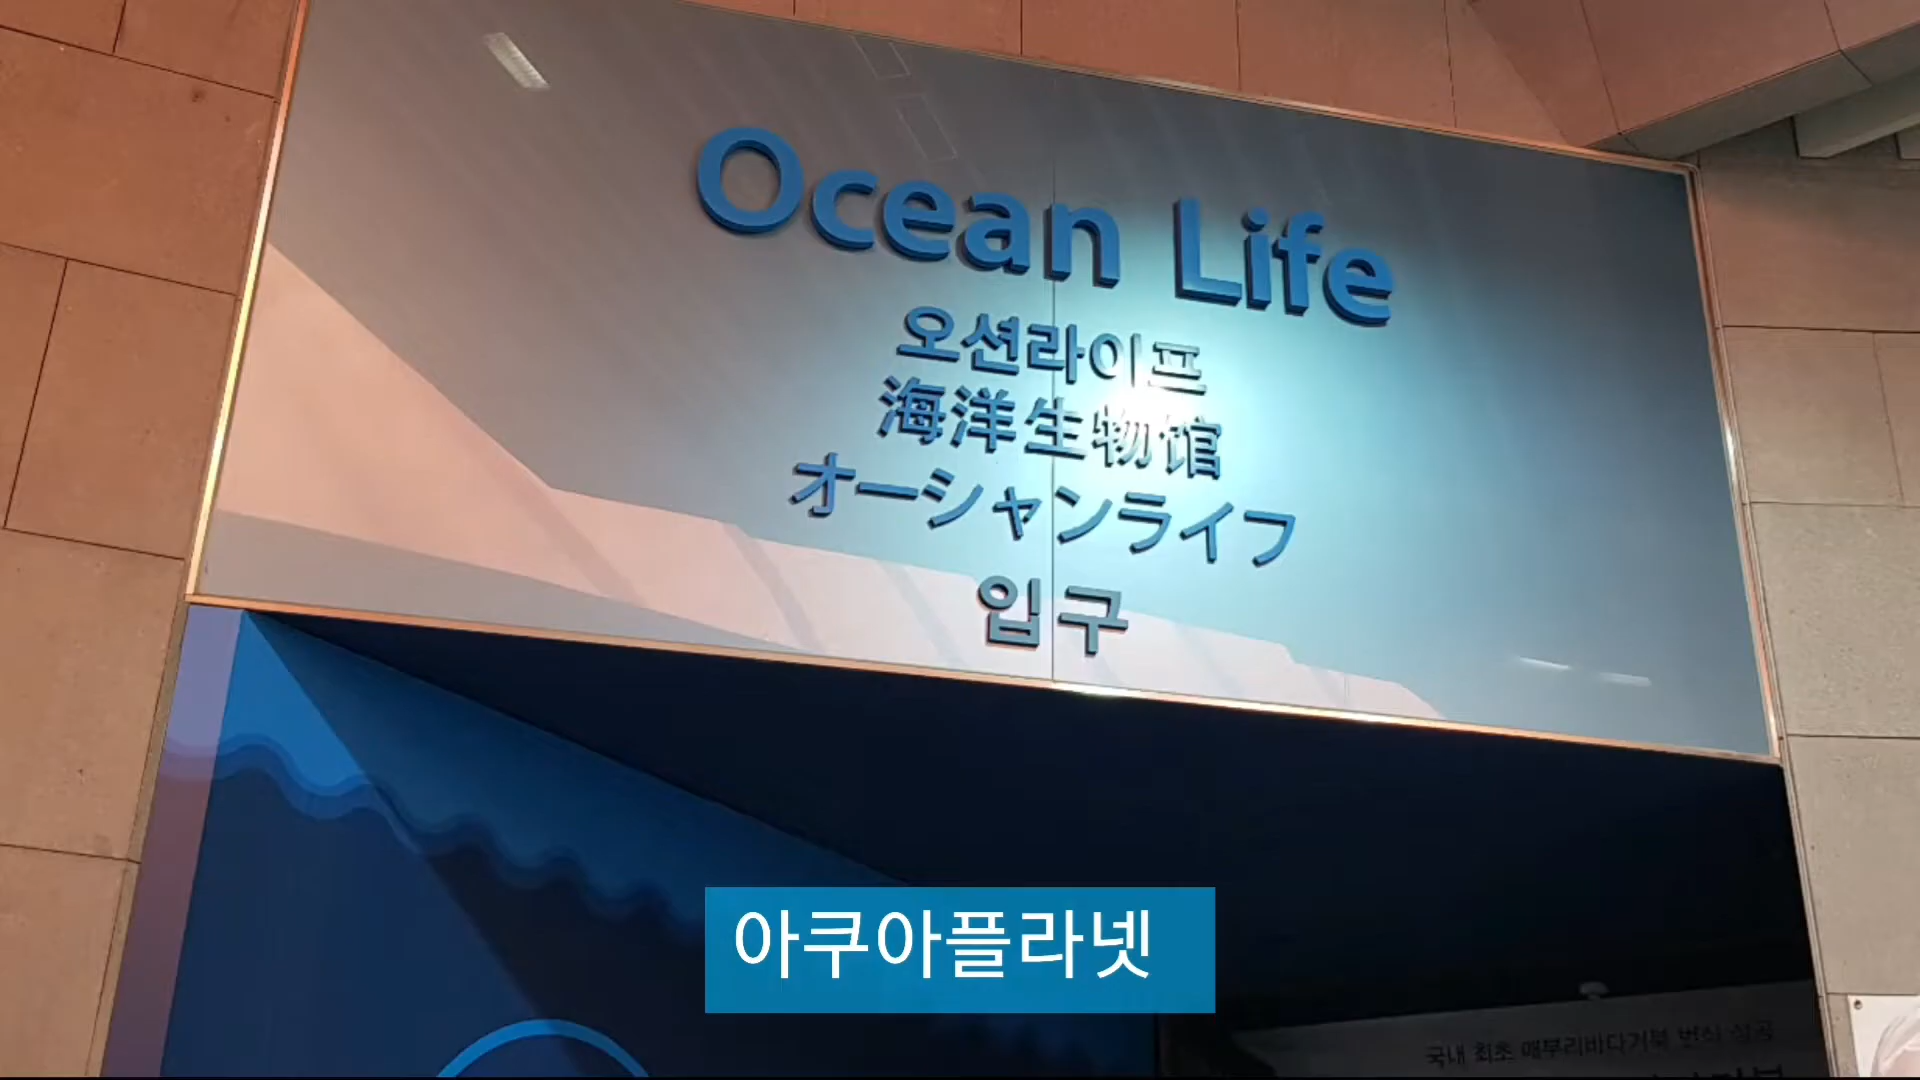 Ocean Life
오션라이프
海洋生物馆
オーシャンライフ
입구
아쿠아플라넷
국내 최초 매부리바다거북 번식 성공